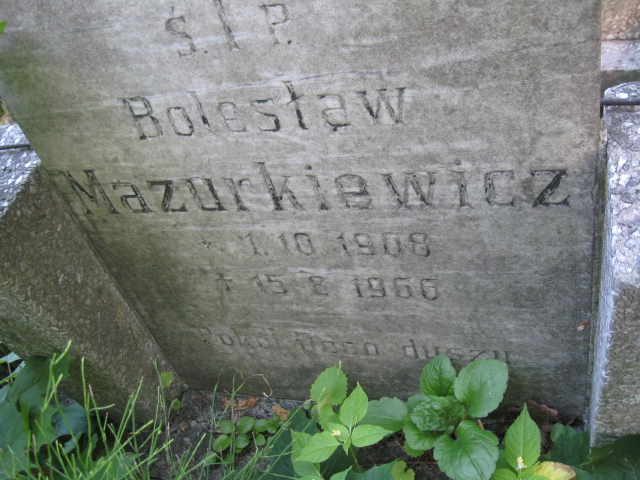 Ś. † P.
Bolesław
Mazurkiewicz
* 1. 10 1908
† 15 2 1966
Pokój Jego duszy